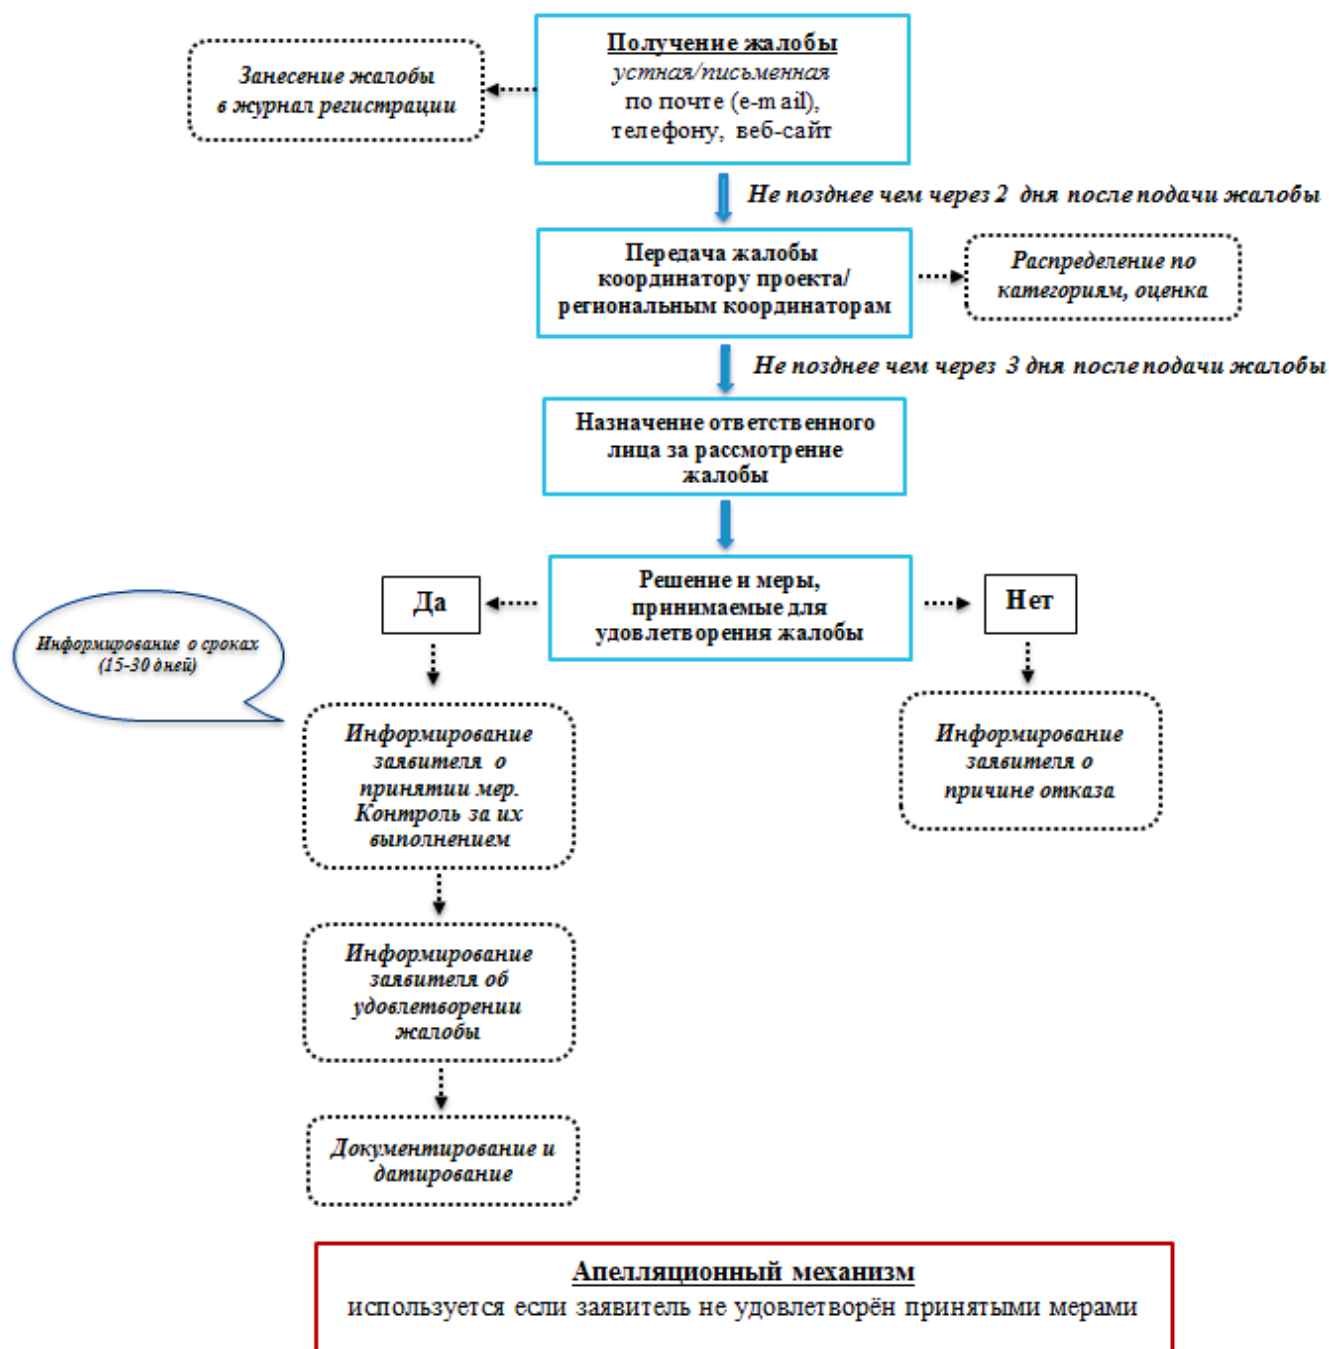 Получение жалобы
устная/письменная
по почте (e-mail),
телефону, веб-сайт
Занесение жалобы
в журнал регистрации
Не позднее чем через 2 дня после подачи жалобы
Передача жалобы
координатору проекта/
региональным координаторам
Распределение по
категориям, оценка
Не позднее чем через 3 дня после подачи жалобы
Назначение ответственного
лица за рассмотрение
жалобы
Решение и меры,
принимаемые для
удовлетворения жалобы
Да
Нет
Информирование о сроках
(15-30 дней)
Информирование
заявителя о
принятии мер.
Контроль за их
выполнением
Информирование
заявителя о
причине отказа
Информирование
заявителя об
удовлетворении
жалобы
Документирование и
датирование
Апелляционный механизм
используется если заявитель не удовлетворён принятыми мерами